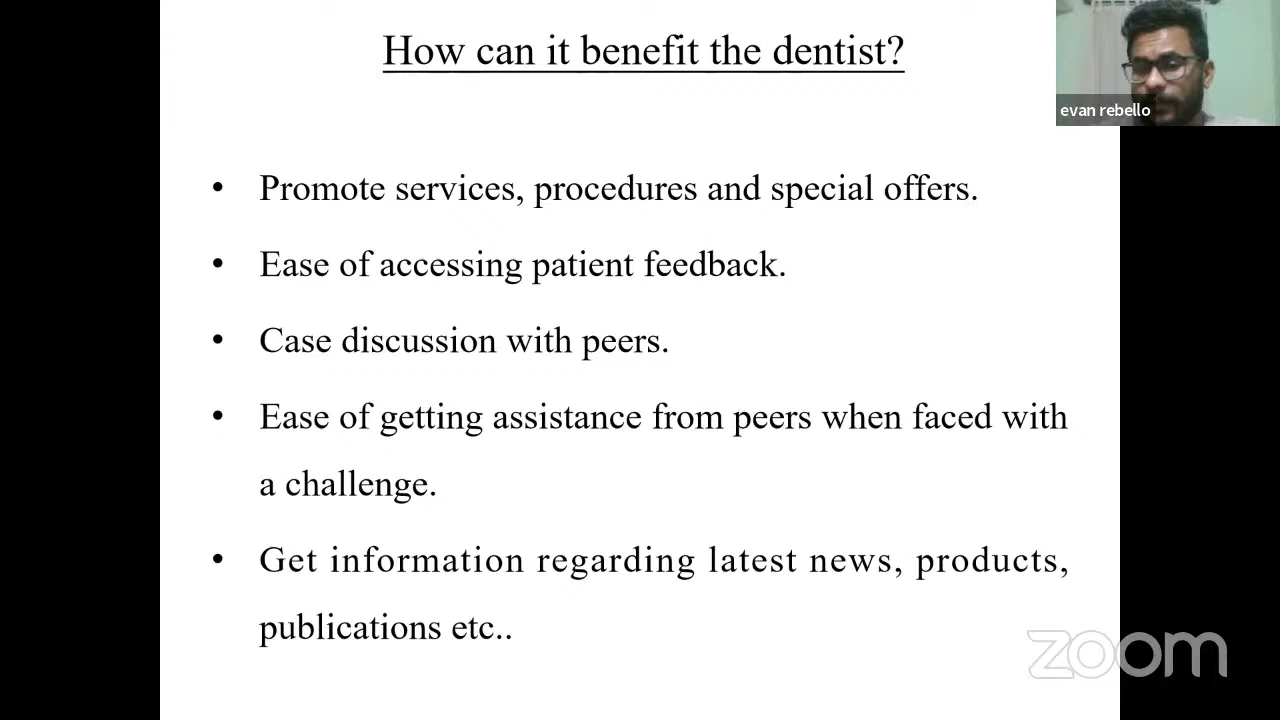 How can it benefit the dentist?
evan rebello
• Promote services, procedures and special offers.
• Ease of accessing patient feedback.
• Case discussion with peers.
• Ease of getting assistance from peers when faced with
a challenge.
• Get information regarding latest news, products,
publications etc..
zoom